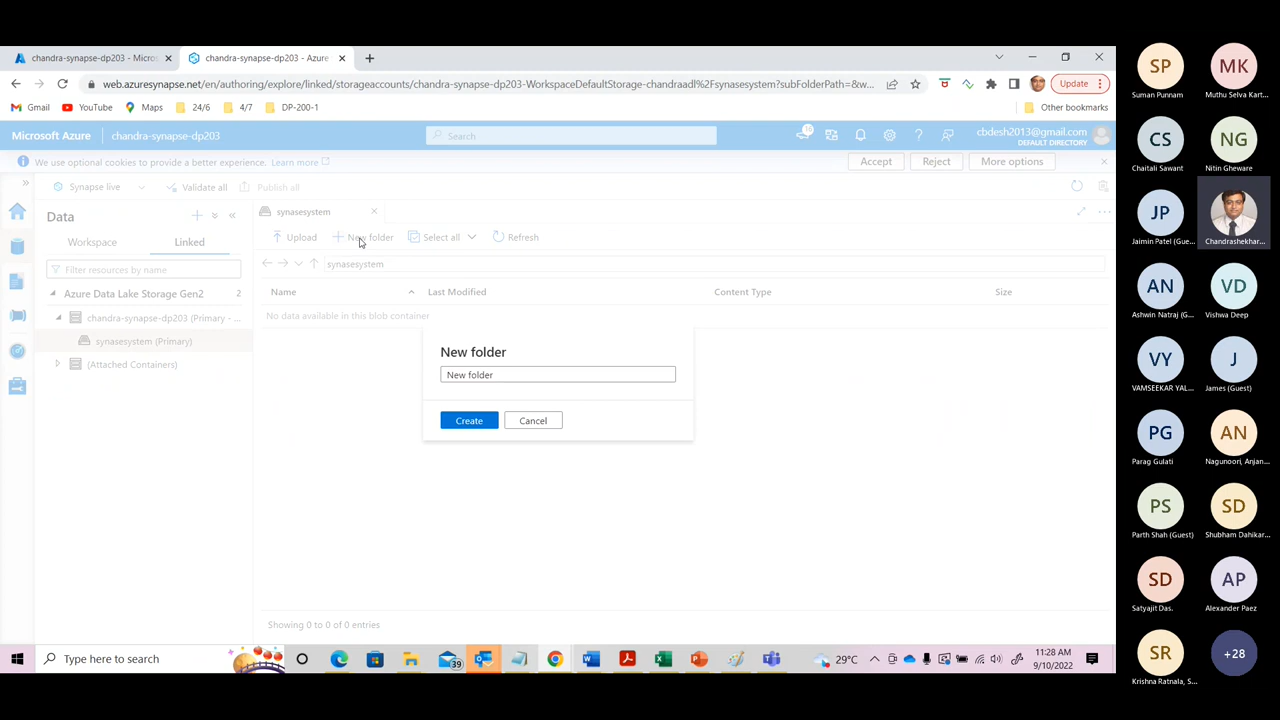 chandra-synapse-dp203 - Micros
chandra-synapse-dp203 - Azure
web.azuresynapse.net/en/authoring/explore/linked/storageaccounts/chandra-synapse-dp203-WorkspaceDefaultStorage-chandraadl%2Fsynasesystem?subFolderPath=&w...
Update
Gmail
YouTube
Maps
24/6
4/7
DP-200-1
Other bookmarks
Microsoft Azure
chandra-synapse-dp203
Search
cbdesh2013@gmail.com
DEFAULT DIRECTORY
We use optional cookies to provide a better experience. Learn more
Accept
Reject
More options
Synapse live
Validate all
Publish all
Data
synasesystem
Workspace
Linked
Upload
New folder
Select all
Refresh
Filter resources by name
synasesystem
Azure Data Lake Storage Gen2
2
Name
Last Modified
Content Type
Size
chandra-synapse-dp203 (Primary - ...
No data available in this blob container
synasesystem (Primary)
(Attached Containers)
New folder
New folder
Create
Cancel
Showing 0 to 0 of 0 entries
Type here to search
39
29°C
11:28 AM
9/10/2022
SP
Suman Punnam
MK
Muthu Selva Kart...
CS
Chaitali Sawant
NG
Nitin Gheware
JP
Jaimin Patel (Gue...
Chandrashekhar...
AN
Ashwin Natraj (G...
VD
Vishwa Deep
VY
VAMSEEKAR YAL...
J
James (Guest)
PG
Parag Gulati
AN
Nagunoori, Anjan...
PS
Parth Shah (Guest)
SD
Shubham Dahikar...
SD
Satyajit Das.
AP
Alexander Paez
SR
Krishna Ratnala, S...
+28